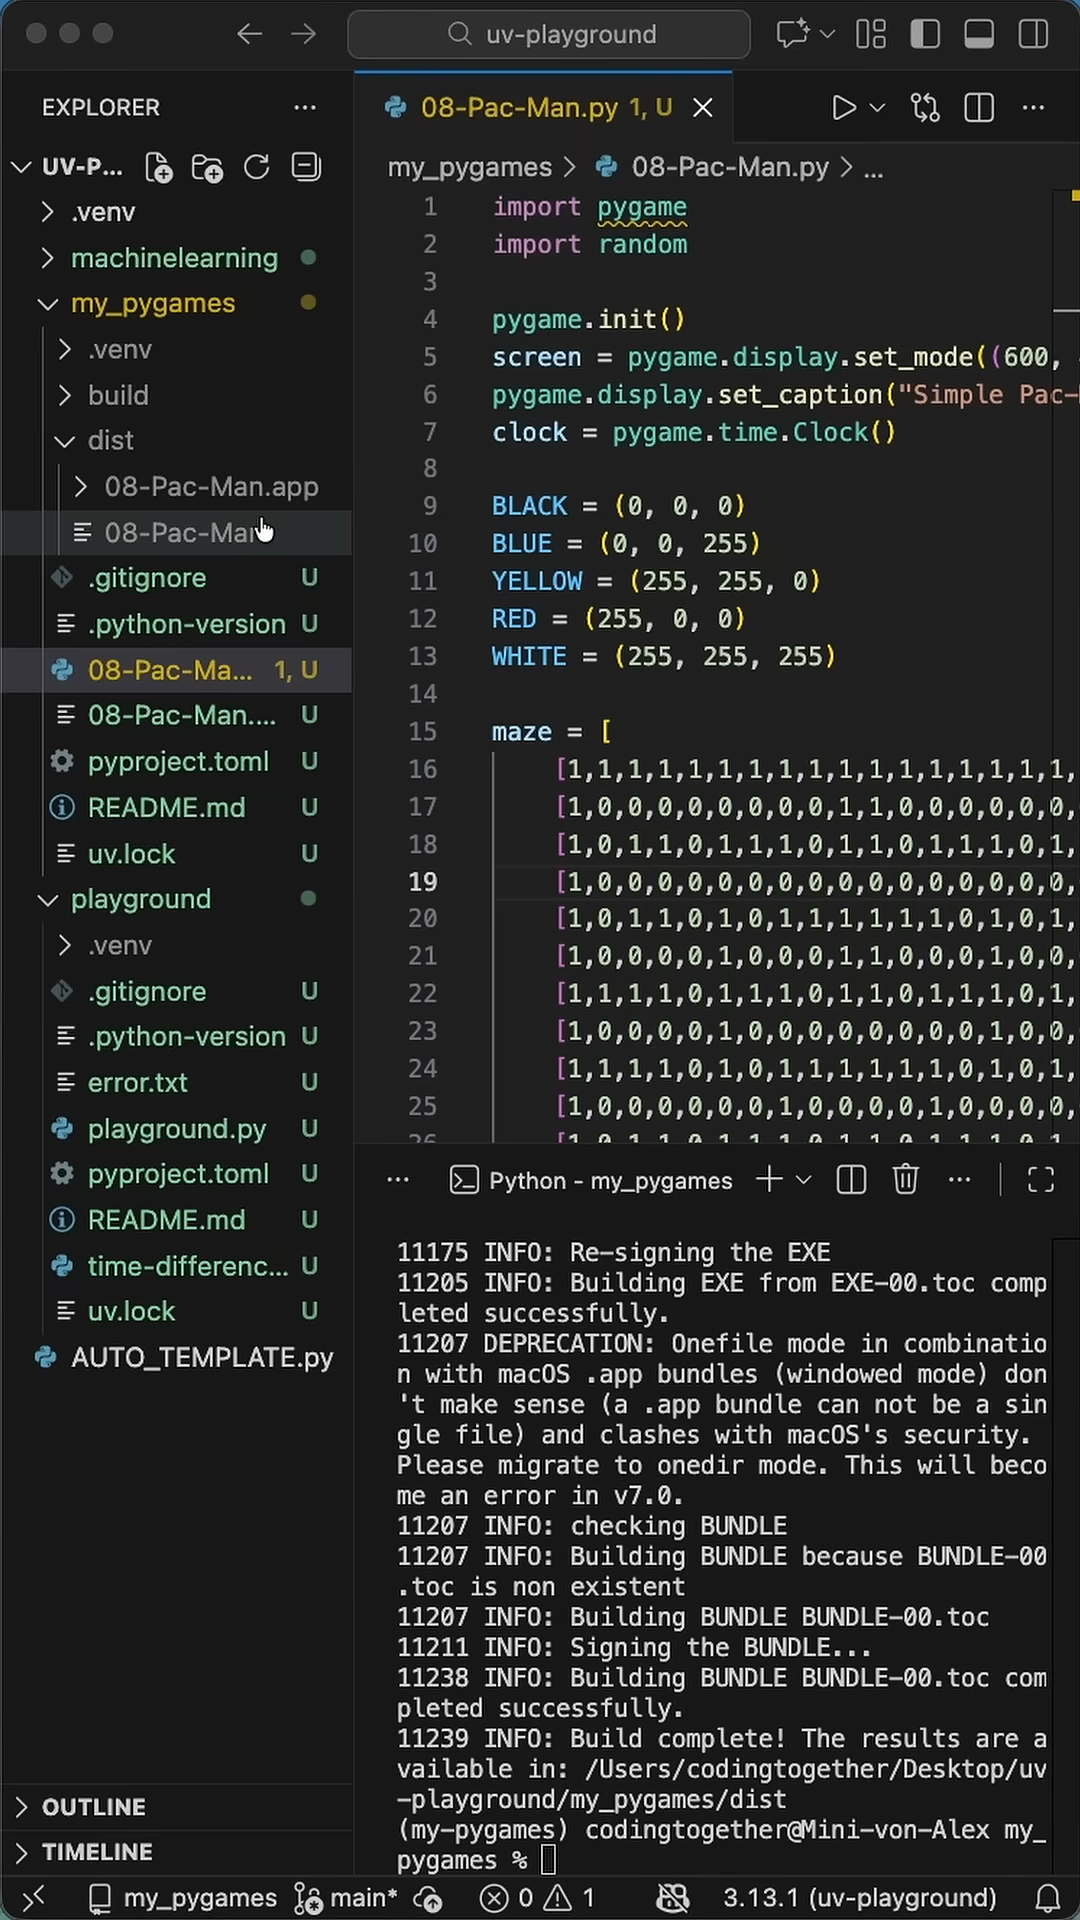 uv-playground
EXPLORER
08-Pac-Man.py 1, U
UV-P...
my_pygames > 08-Pac-Man.py > ...
.venv
machinelearning
my_pygames
.venv
build
dist
08-Pac-Man.app
08-Pac-Man
.gitignore U
.python-version U
08-Pac-Ma... 1, U
08-Pac-Man.... U
pyproject.toml U
README.md U
uv.lock U
playground
.venv
.gitignore U
.python-version U
error.txt U
playground.py U
pyproject.toml U
README.md U
time-differenc... U
uv.lock U
AUTO_TEMPLATE.py
OUTLINE
TIMELINE
1 import pygame
2 import random
3
4 pygame.init()
5 screen = pygame.display.set_mode((600,
6 pygame.display.set_caption("Simple Pac-
7 clock = pygame.time.Clock()
8
9 BLACK = (0, 0, 0)
10 BLUE = (0, 0, 255)
11 YELLOW = (255, 255, 0)
12 RED = (255, 0, 0)
13 WHITE = (255, 255, 255)
14
15 maze = [
16 [1,1,1,1,1,1,1,1,1,1,1,1,1,1,1,1,1,
17 [1,0,0,0,0,0,0,0,0,1,1,0,0,0,0,0,0,
18 [1,0,1,1,0,1,1,1,0,1,1,0,1,1,1,0,1,
19 [1,0,0,0,0,0,0,0,0,0,0,0,0,0,0,0,0,
20 [1,0,1,1,0,1,0,1,1,1,1,1,1,0,1,0,1,
21 [1,0,0,0,0,1,0,0,0,1,1,0,0,0,1,0,0,
22 [1,1,1,1,0,1,1,1,0,1,1,0,1,1,1,0,1,
23 [1,0,0,0,0,1,0,0,0,0,0,0,0,0,1,0,0,
24 [1,1,1,1,0,1,0,1,1,1,1,1,1,0,1,0,1,
25 [1,0,0,0,0,0,0,1,0,0,0,0,1,0,0,0,0,
Python - my_pygames
11175 INFO: Re-signing the EXE
11205 INFO: Building EXE from EXE-00.toc comp
leted successfully.
11207 DEPRECATION: Onefile mode in combinatio
n with macOS .app bundles (windowed mode) don
't make sense (a .app bundle can not be a sin
gle file) and clashes with macOS's security.
Please migrate to onedir mode. This will beco
me an error in v7.0.
11207 INFO: checking BUNDLE
11207 INFO: Building BUNDLE because BUNDLE-00
.toc is non existent
11207 INFO: Building BUNDLE BUNDLE-00.toc
11211 INFO: Signing the BUNDLE...
11238 INFO: Building BUNDLE BUNDLE-00.toc com
pleted successfully.
11239 INFO: Build complete! The results are a
vailable in: /Users/codingtogether/Desktop/uv
-playground/my_pygames/dist
(my-pygames) codingtogether@Mini-von-Alex my_
pygames %
my_pygames main* 0 1 3.13.1 (uv-playground)